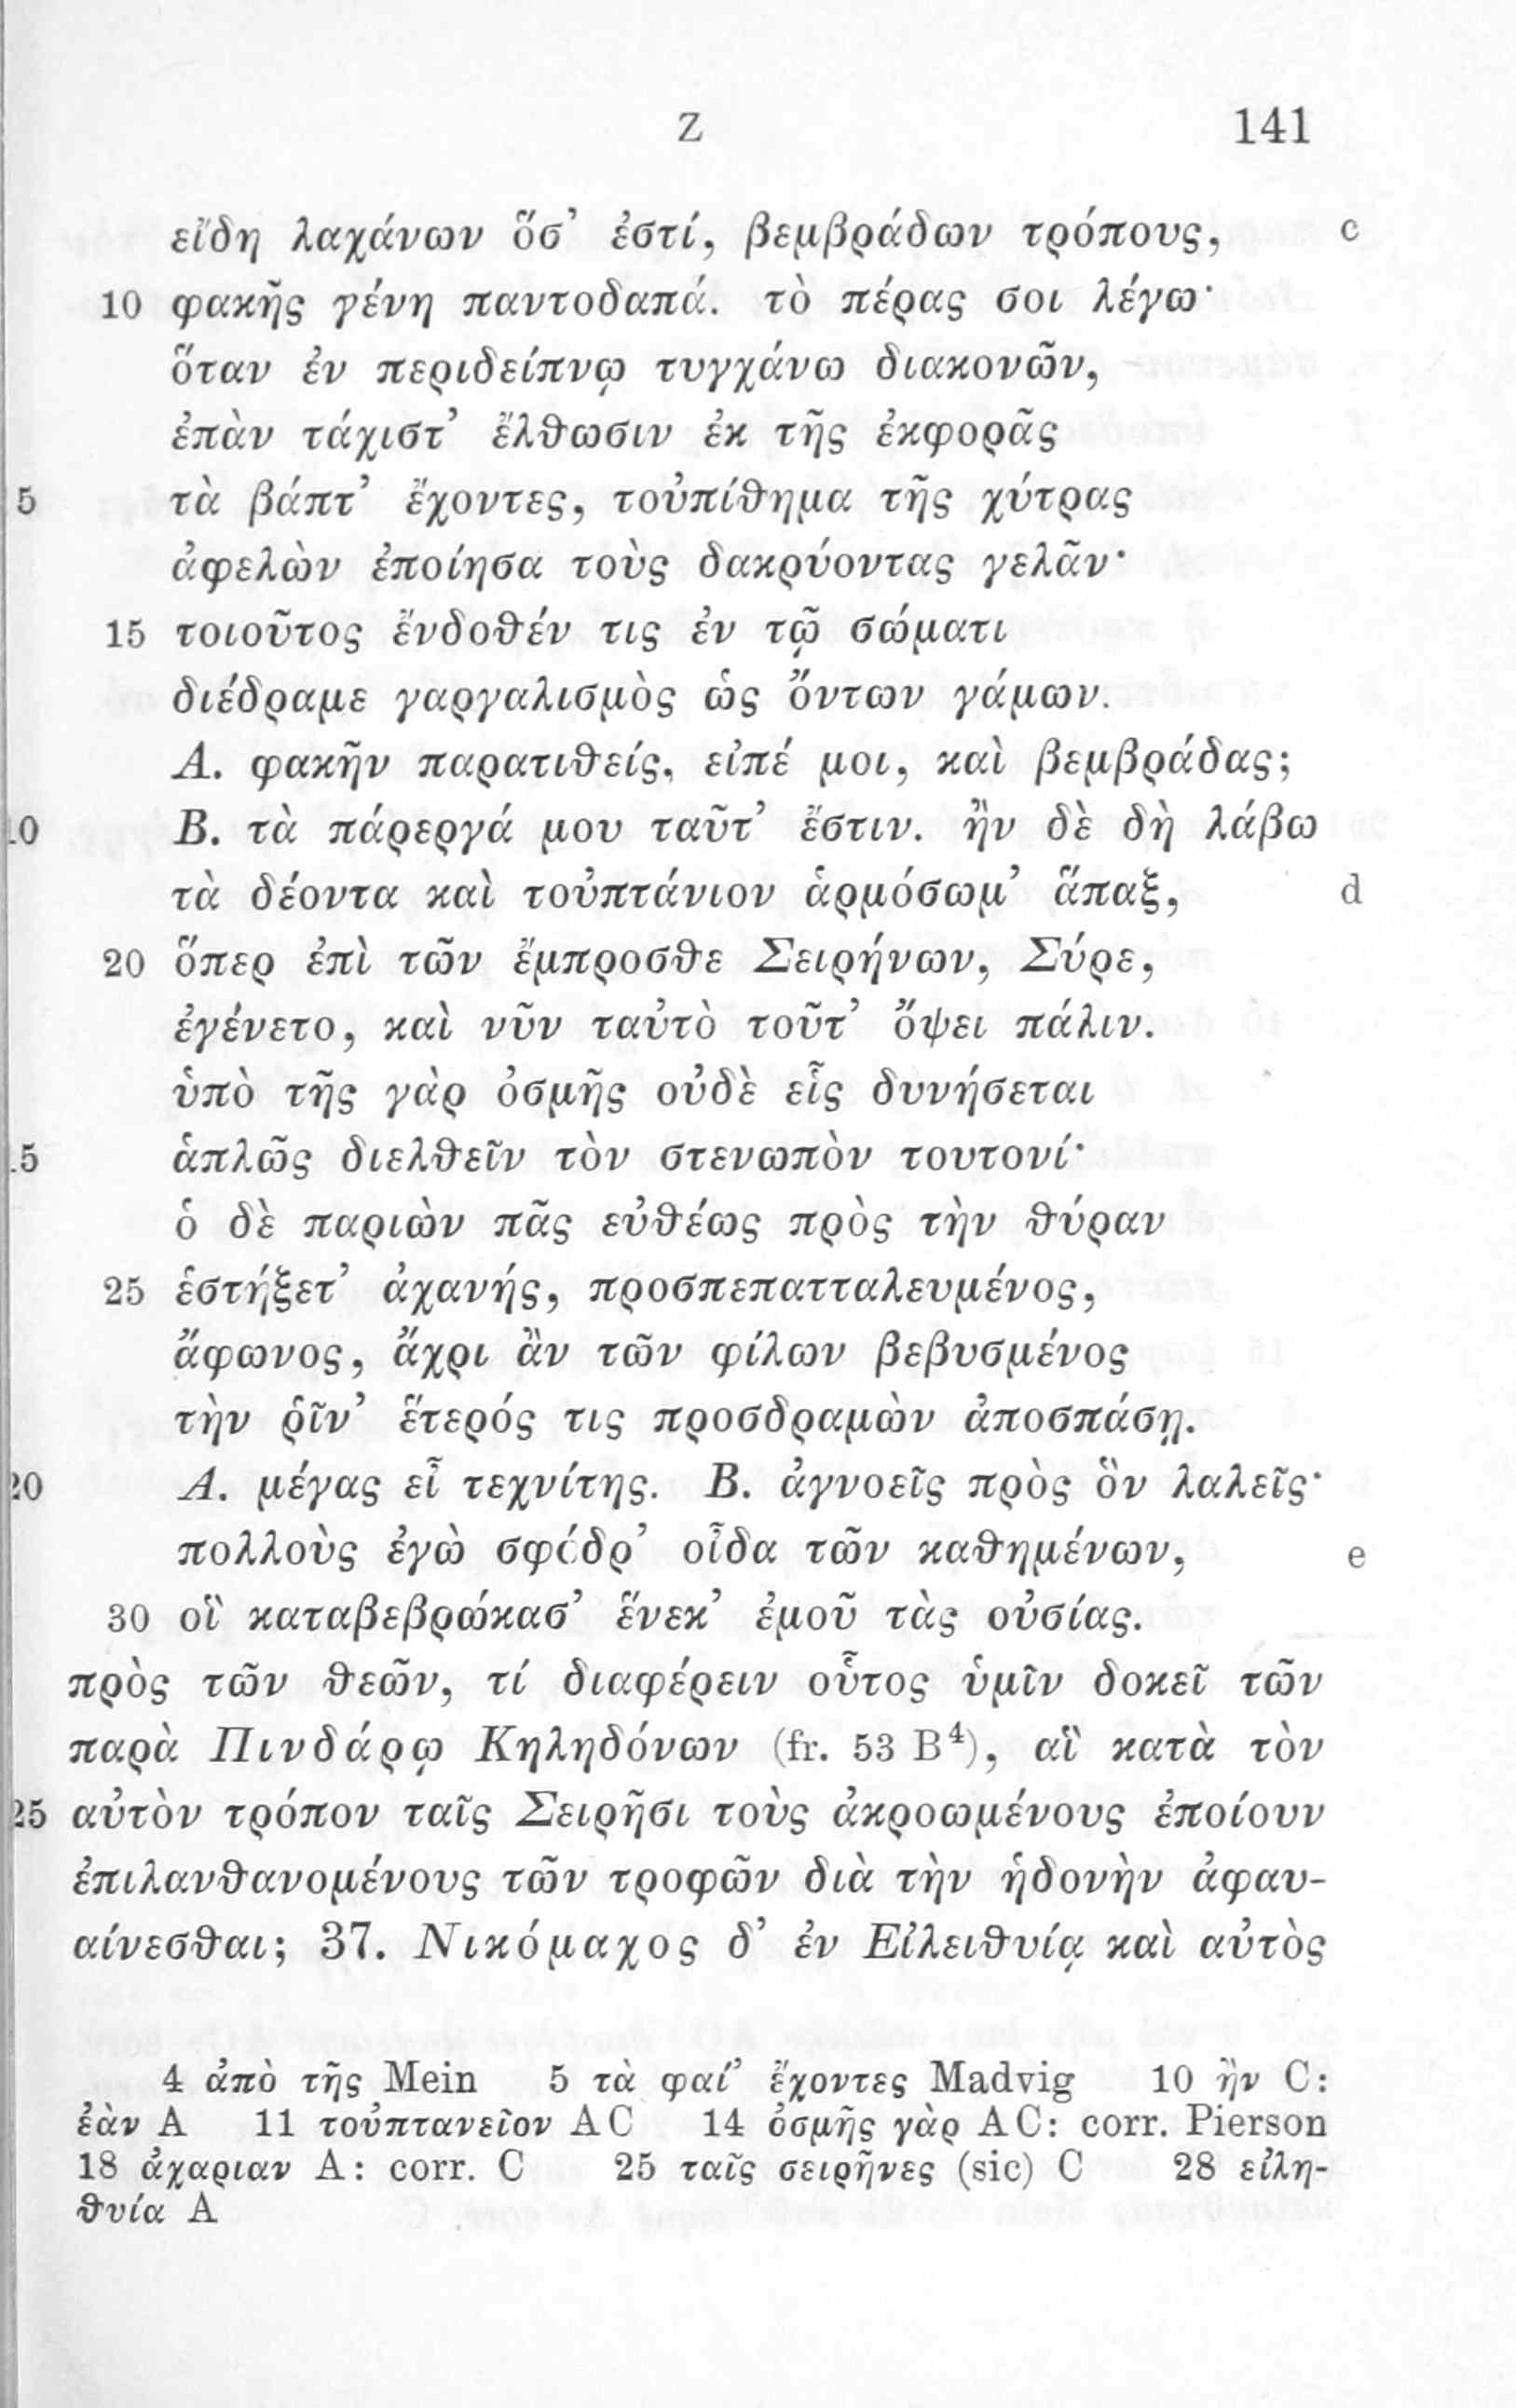 Z 141
εἴδη λαχάνων ὅσ’ ἐστί, βεμβράδων τρόπους, c
10 φακῆς γένη παντοδαπά. τὸ πέρας σοι λέγω·
ὅταν ἐν περιδείπνῳ τυγχάνω διακονῶν,
ἐπὰν τάχιστ’ ἔλθωσιν ἐκ τῆς ἐκφορᾶς
5 τὰ βάπτ’ ἔχοντες, τοὐπίθημα τῆς χύτρας
ἀφελὼν ἐποίησα τοὺς δακρύοντας γελᾶν·
15 τοιοῦτος ἔνδοθέν τις ἐν τῷ σώματι
διέδραμε γαργαλισμὸς ὡς ὄντων γάμων.
Α. φακῆν παρατιθείς, εἰπέ μοι, καὶ βεμβράδας;
10 Β. τὰ πάρεργά μου ταῦτ’ ἔστιν. ἢν δὲ δὴ λάβω
τὰ δέοντα καὶ τοὐπτάνιον ἁρμόσωμ’ ἅπαξ, d
20 ὅπερ ἐπὶ τῶν ἔμπροσθε Σειρήνων, Σύρε,
ἐγένετο, καὶ νῦν ταὐτὸ τοῦτ’ ὄψει πάλιν.
ὑπὸ τῆς γὰρ ὀσμῆς οὐδὲ εἷς δυνήσεται
15 ἁπλῶς διελθεῖν τὸν στενωπὸν τουτονί·
ὁ δὲ παριὼν πᾶς εὐθέως πρὸς τὴν θύραν
25 ἑστήξετ’ ἀχανής, προσπεπατταλευμένος,
ἄφωνος, ἄχρι ἂν τῶν φίλων βεβυσμένος
τὴν ῥῖν’ ἕτερός τις προσδραμὼν ἀποσπάσῃ.
20 Α. μέγας εἶ τεχνίτης. Β. ἀγνοεῖς πρὸς ὃν λαλεῖς·
πολλοὺς ἐγὼ σφόδρ’ οἶδα τῶν καθημένων, e
30 οἳ καταβεβρώκασ’ ἕνεκ’ ἐμοῦ τὰς οὐσίας.
πρὸς τῶν θεῶν, τί διαφέρειν οὗτος ὑμῖν δοκεῖ τῶν
παρὰ Πινδάρῳ Κηληδόνων (fr. 53 B⁴), αἳ κατὰ τὸν
25 αὐτὸν τρόπον ταῖς Σειρῆσι τοὺς ἀκροωμένους ἐποίουν
ἐπιλανθανομένους τῶν τροφῶν διὰ τὴν ἡδονὴν ἀφαυ-
αίνεσθαι; 37. Νικόμαχος δ’ ἐν Εἰλειθυίᾳ καὶ αὐτὸς
4 ἀπὸ τῆς Mein 5 τὰ φαί’ ἔχοντες Madvig 10 ἢν C:
ἐὰν A 11 τοὐπτανεῖον AC 14 ὀσμῆς γὰρ AC: corr. Pierson
18 ἀχαριαν A: corr. C 25 ταῖς σειρῆνες (sic) C 28 εἰλη-
θυία A